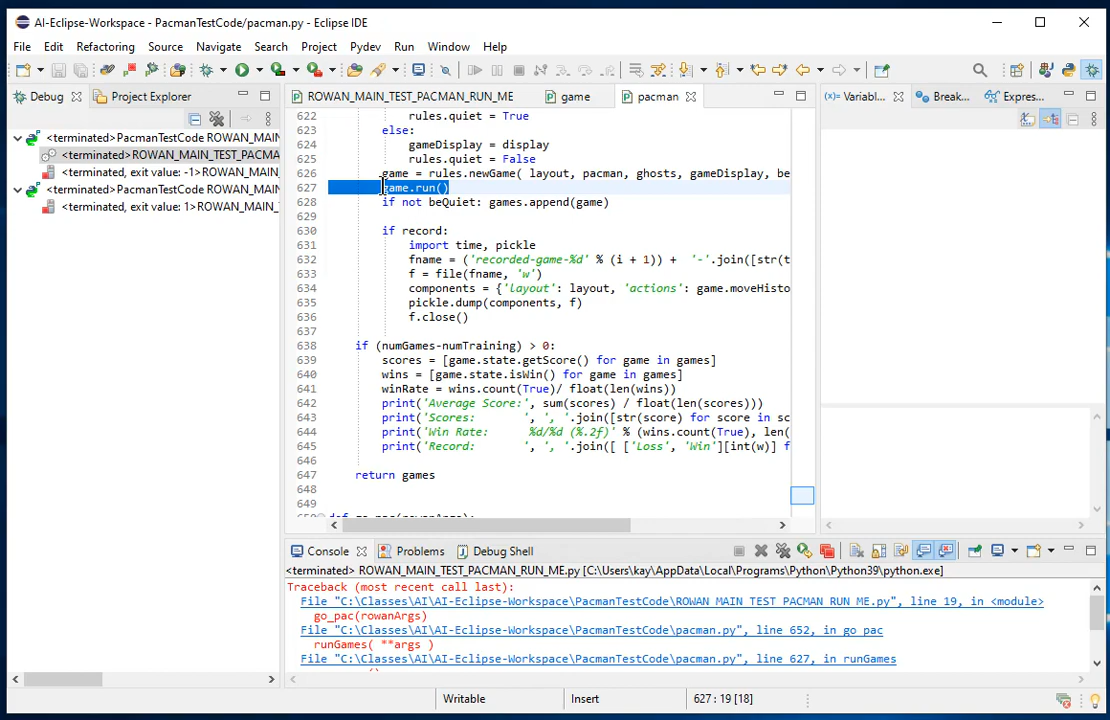 AI-Eclipse-Workspace - PacmanTestCode/pacman.py - Eclipse IDE
File Edit Refactoring Source Navigate Search Project Pydev Run Window Help
Debug Project Explorer
<terminated>PacmanTestCode ROWAN_MAIN
<terminated>ROWAN_MAIN_TEST_PACMA
<terminated, exit value: -1>ROWAN_MAIN_
<terminated>PacmanTestCode ROWAN_MAIN
<terminated, exit value: 1>ROWAN_MAIN_
ROWAN_MAIN_TEST_PACMAN_RUN_ME game pacman
622 rules.quiet = True
623 else:
624 gameDisplay = display
625 rules.quiet = False
626 game = rules.newGame( layout, pacman, ghosts, gameDisplay, be
627 game.run()
628 if not beQuiet: games.append(game)
629
630 if record:
631 import time, pickle
632 fname = ('recorded-game-%d' % (i + 1)) + '-'.join([str(t
633 f = file(fname, 'w')
634 components = {'layout': layout, 'actions': game.moveHisto
635 pickle.dump(components, f)
636 f.close()
637
638 if (numGames-numTraining) > 0:
639 scores = [game.state.getScore() for game in games]
640 wins = [game.state.isWin() for game in games]
641 winRate = wins.count(True)/ float(len(wins))
642 print('Average Score:', sum(scores) / float(len(scores)))
643 print('Scores: ', ', '.join([str(score) for score in sc
644 print('Win Rate: %d/%d (%.2f)' % (wins.count(True), len(
645 print('Record: ', ', '.join([ ['Loss', 'Win'][int(w)] f
646
647 return games
648
649
Variabl... Break... Expres...
Console Problems Debug Shell
<terminated> ROWAN_MAIN_TEST_PACMAN_RUN_ME.py [C:\Users\kay\AppData\Local\Programs\Python\Python39\python.exe]
Traceback (most recent call last):
File "C:\Classes\AI\AI-Eclipse-Workspace\PacmanTestCode\ROWAN_MAIN_TEST_PACMAN_RUN_ME.py", line 19, in <module>
go_pac(rowanArgs)
File "C:\Classes\AI\AI-Eclipse-Workspace\PacmanTestCode\pacman.py", line 652, in go_pac
runGames( **args )
File "C:\Classes\AI\AI-Eclipse-Workspace\PacmanTestCode\pacman.py", line 627, in runGames
Writable Insert 627 : 19 [18]